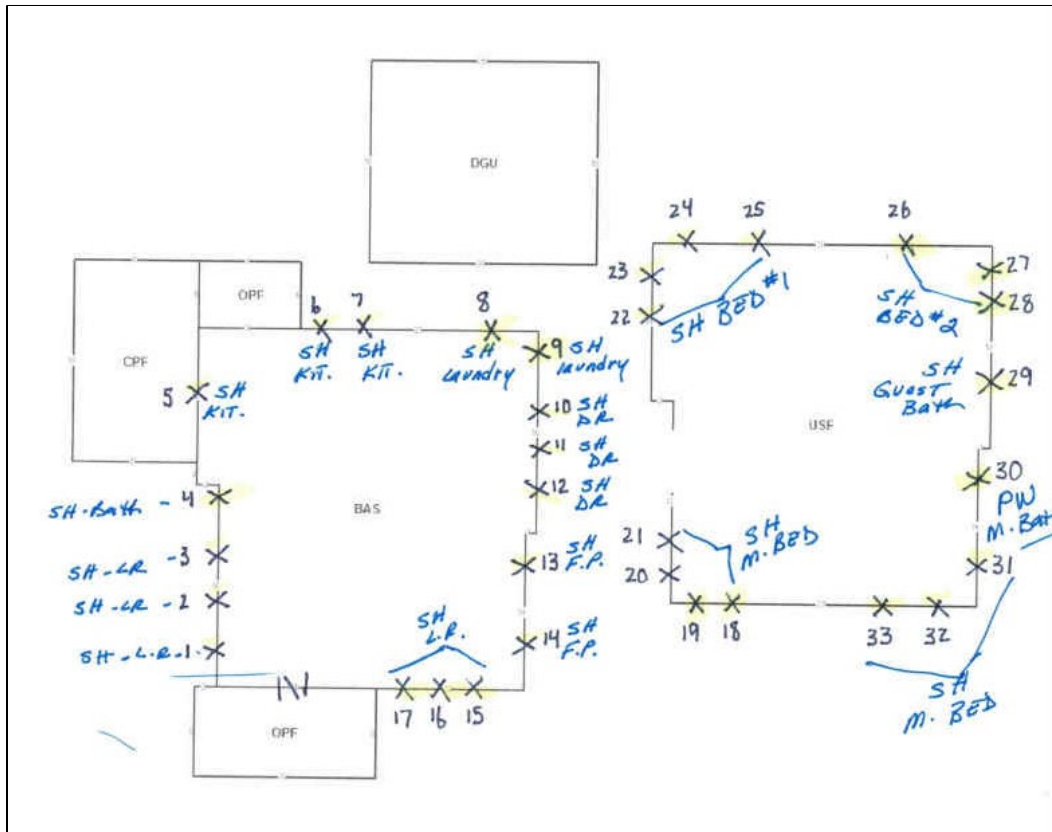 DGU
24 25 26
23
27
OPF
6 7 8
SH BED #1
SH
BED #2
28
22
SH
KIT.
SH
KIT.
SH
Laundry
9 SH
Laundry
CPF
5 SH
KIT.
10 SH
DR
SH
Guest
Bath
29
11 SH
DR
USF
12 SH
DR
30
PW
M. Bath
SH-Bath - 4
BAS
21
SH
M. BED
SH-LR -3
13 SH
F.P.
31
20
SH-LR -2
19 18 33 32
SH
L.R.
14 SH
F.P.
SH-L.R-1
SH
M. BED
17 16 15
OPF